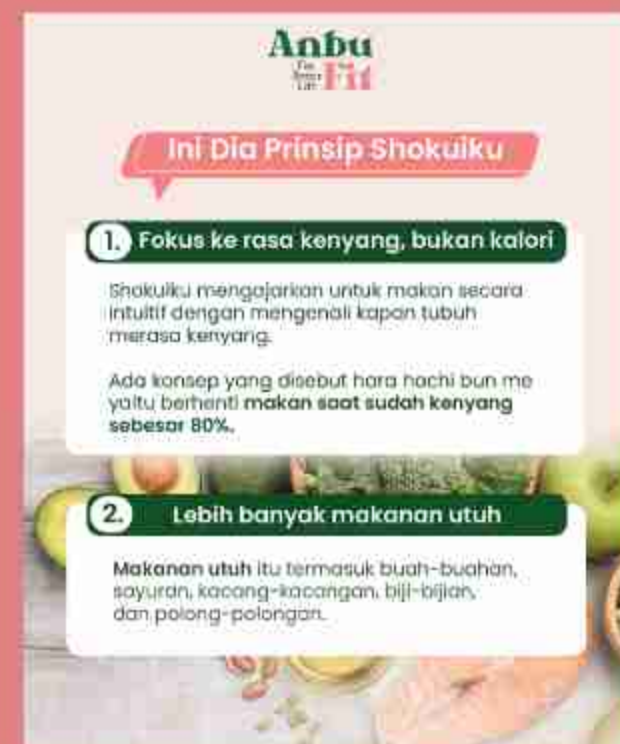 Anbu
Fit
Ini Dia Prinsip Shokuiku
1. Fokus ke rasa kenyang, bukan kalori
Shokuiku mengajarkan untuk makan secara
intuitif dengan mengenali kapan tubuh
merasa kenyang.
Ada konsep yang disebut hara hachi bun me
yaitu berhenti makan saat sudah kenyang
sebesar 80%.
2. Lebih banyak makanan utuh
Makanan utuh itu termasuk buah-buahan,
sayuran, kacang-kacangan, biji-bijian,
dan polong-polongan.